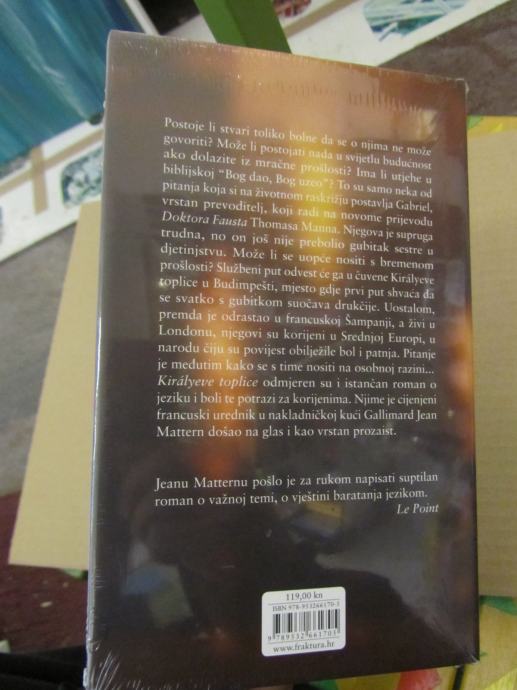 Postoje li stvari toliko bolne da se o njima ne može
govoriti? Može li postojati nada u svijetlu budućnost
ako dolazite iz mračne prošlosti? Ima li utjehe u
biblijskoj "Bog dao, Bog uzeo"? To su samo neka od
pitanja koja si na životnom raskrižju postavlja Gabriel,
vrstan prevoditelj, koji radi na novome prijevodu
Doktora Fausta Thomasa Manna. Njegova je supruga
trudna, no on još nije prebolio gubitak sestre u
djetinjstvu. Može li se uopće nositi s bremenom
prošlosti? Službeni put odvest će ga u čuvene Királyeve
toplice u Budimpešti, mjesto gdje prvi put shvaća da
se svatko s gubitkom suočava drukčije. Uostalom,
premda je odrastao u francuskoj Šampanji, a živi u
Londonu, njegovi su korijeni u Srednjoj Europi, u
narodu čiju su povijest obilježile bol i patnja. Pitanje
je međutim kako se s time nositi na osobnoj razini...
Királyeve toplice odmjeren su i istančan roman o
jeziku i boli te potrazi za korijenima. Njime je cijenjeni
francuski urednik u nakladničkoj kući Gallimard Jean
Mattern došao na glas i kao vrstan prozaist.
Jeanu Matternu pošlo je za rukom napisati suptilan
roman o važnoj temi, o vještini baratanja jezikom.
Le Point
119,00 kn
ISBN 978-953266170-3
9 789532 661703
www.fraktura.hr